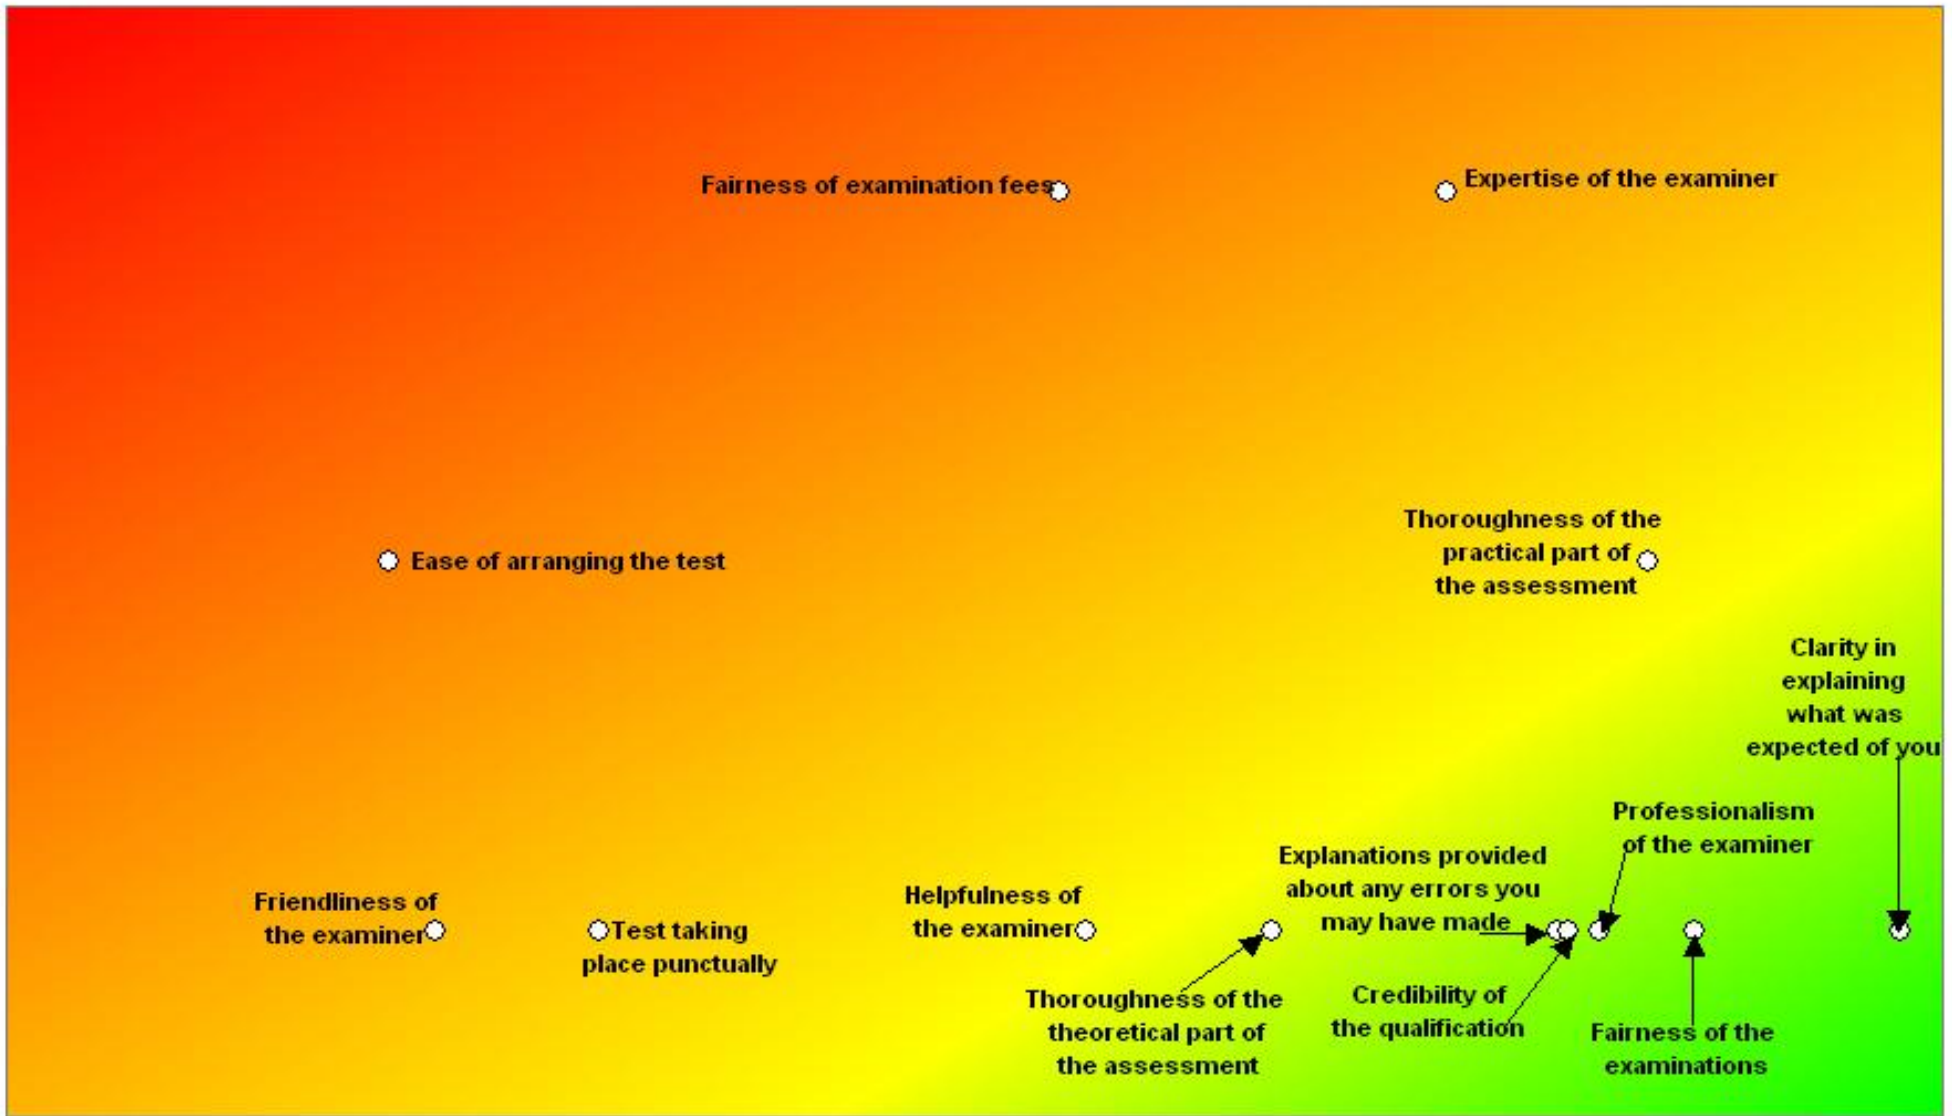 Fairness of examination fees
Expertise of the examiner
Thoroughness of the
practical part of
the assessment
Ease of arranging the test
Clarity in
explaining
what was
expected of you
Professionalism
of the examiner
Explanations provided
about any errors you
may have made
Friendliness of
the examiner
Test taking
place punctually
Helpfulness of
the examiner
Thoroughness of the
theoretical part of
the assessment
Credibility of
the qualification
Fairness of the
examinations